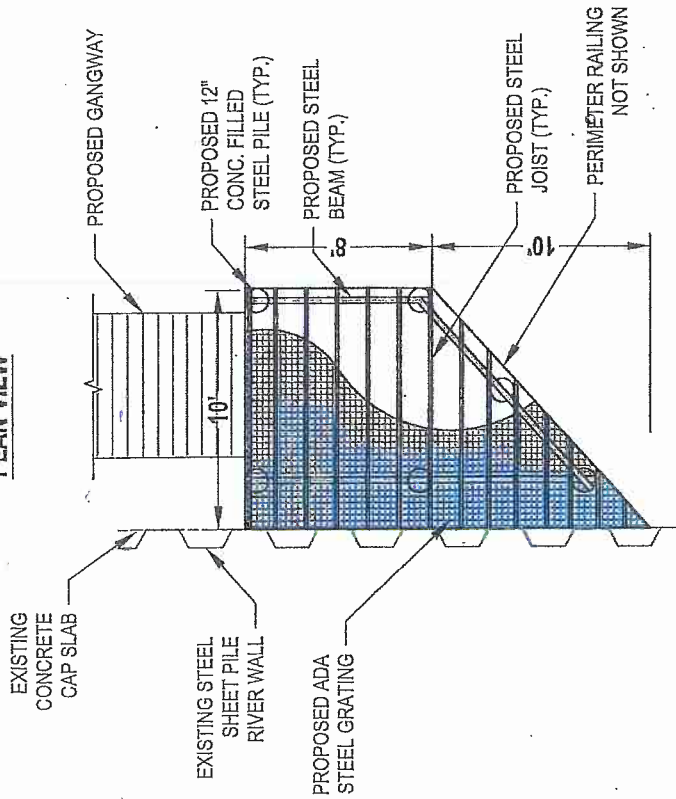 PLAN VIEW
EXISTING
CONCRETE
CAP SLAB
EXISTING STEEL
SHEET PILE
RIVER WALL
PROPOSED ADA
STEEL GRATING
PROPOSED GANGWAY
PROPOSED 12"
CONC. FILLED
STEEL PILE (TYP.)
PROPOSED STEEL
BEAM (TYP.)
PROPOSED STEEL
JOIST (TYP.)
PERIMETER RAILING
NOT SHOWN
10'
8'
10'